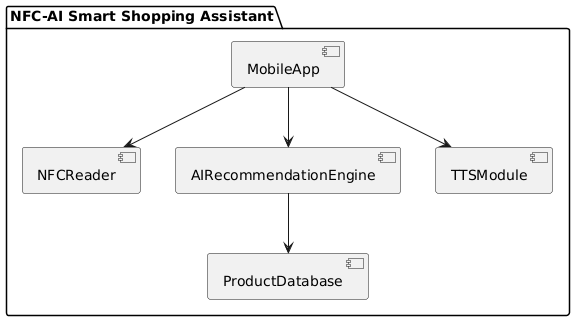 NFC-AI Smart Shopping Assistant
MobileApp
NFCReader
AIRecommendationEngine
TTSModule
ProductDatabase